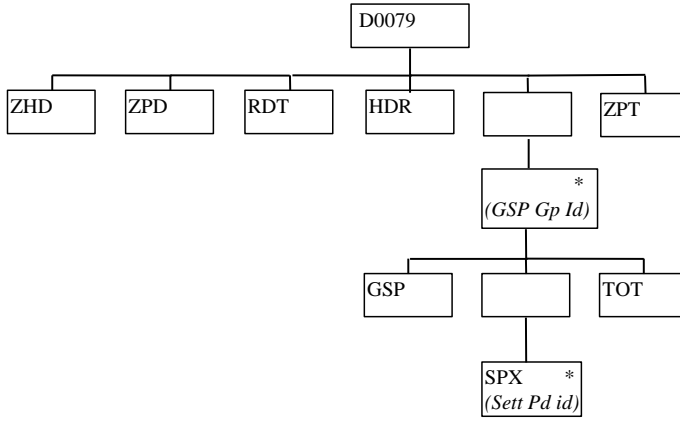 D0079
ZHD ZPD RDT HDR ZPT
*
(GSP Gp Id)
GSP TOT
SPX *
(Sett Pd id)